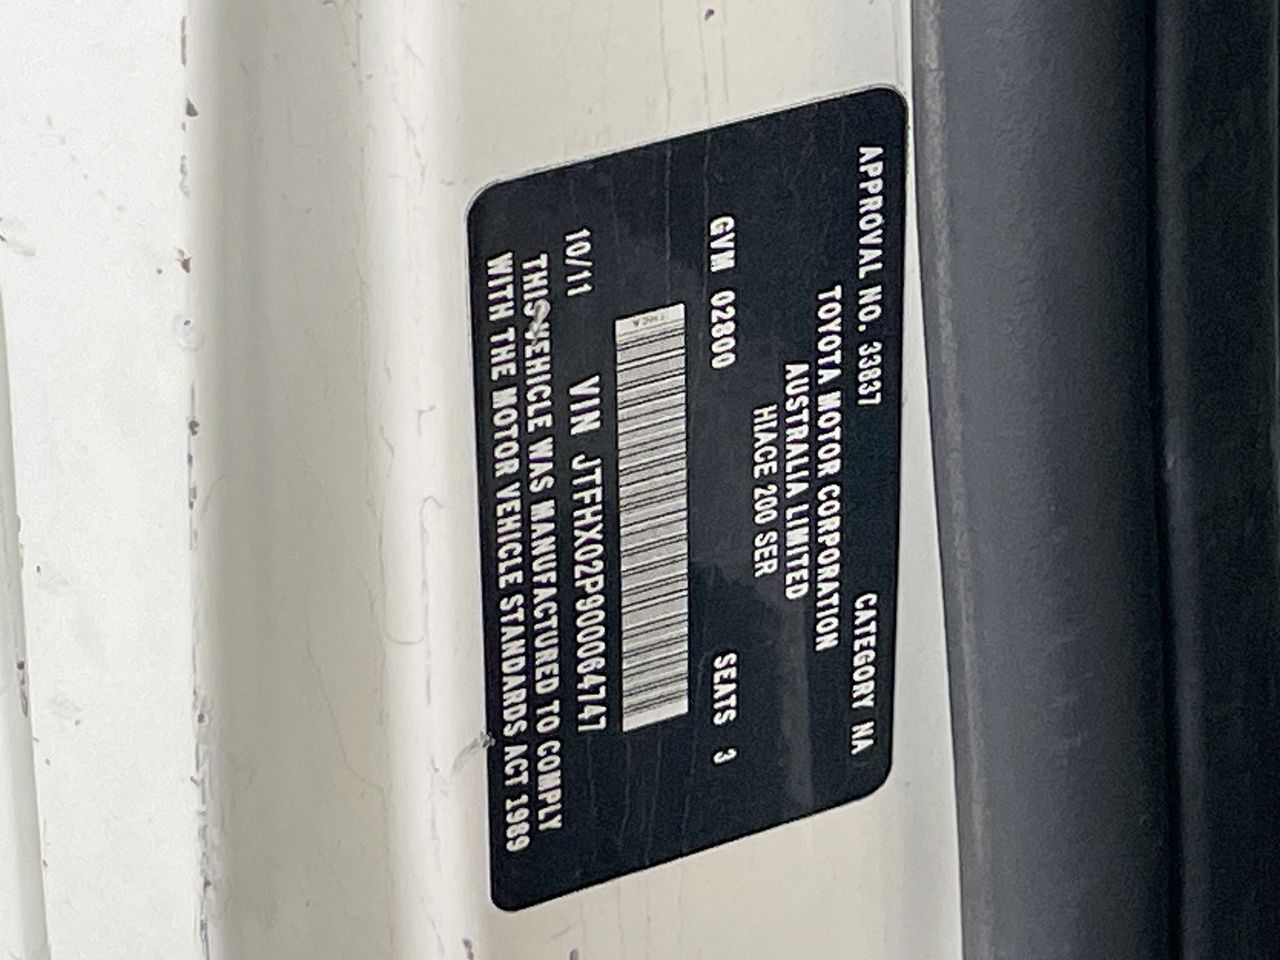 APPROVAL NO. 33837 CATEGORY NA
TOYOTA MOTOR CORPORATION
AUSTRALIA LIMITED
HIACE 200 SER
GVM 02800 SEATS 3
10/11 VIN JTFHX02P900064747
THIS VEHICLE WAS MANUFACTURED TO COMPLY
WITH THE MOTOR VEHICLE STANDARDS ACT 1989